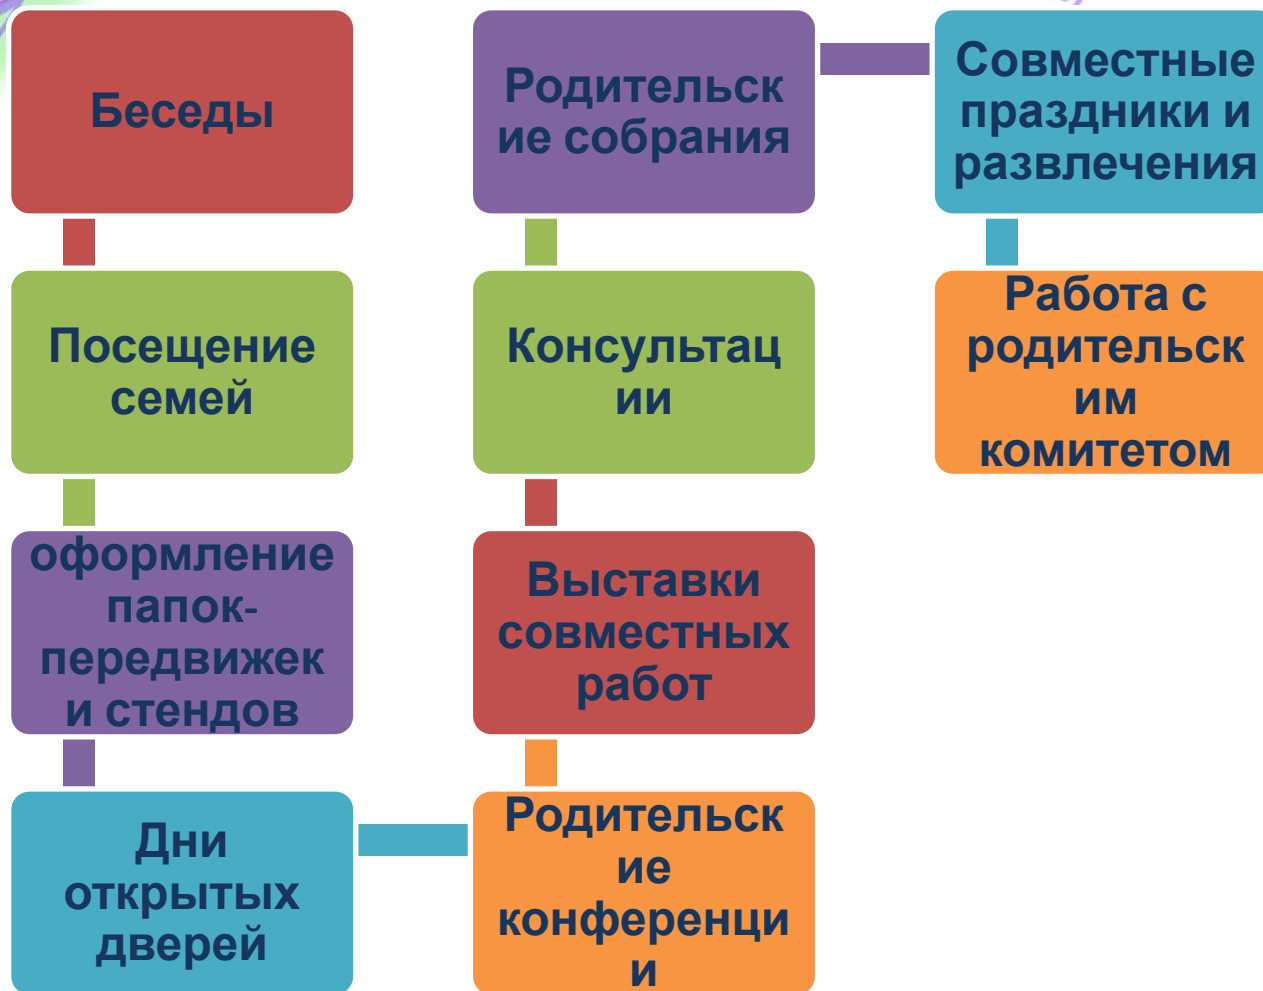 Беседы
Посещение
семей
оформление
папок-
передвижек
и стендов
Дни
открытых
дверей
Родительск
ие
конференци
и
Выставки
совместных
работ
Консультац
ии
Родительск
ие собрания
Совместные
праздники и
развлечения
Работа с
родительск
им
комитетом